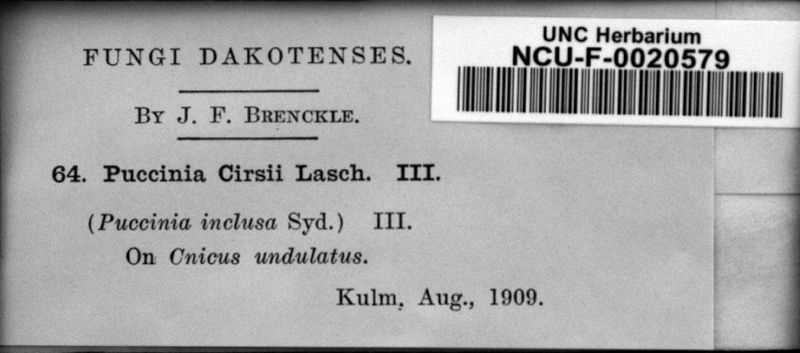 FUNGI DAKOTENSES.
BY J. F. BRENCKLE.
64. Puccinia Cirsii Lasch. III.
(Puccinia inclusa Syd.) III.
On Cnicus undulatus.
Kulm, Aug., 1909.
UNC Herbarium
NCU-F-0020579